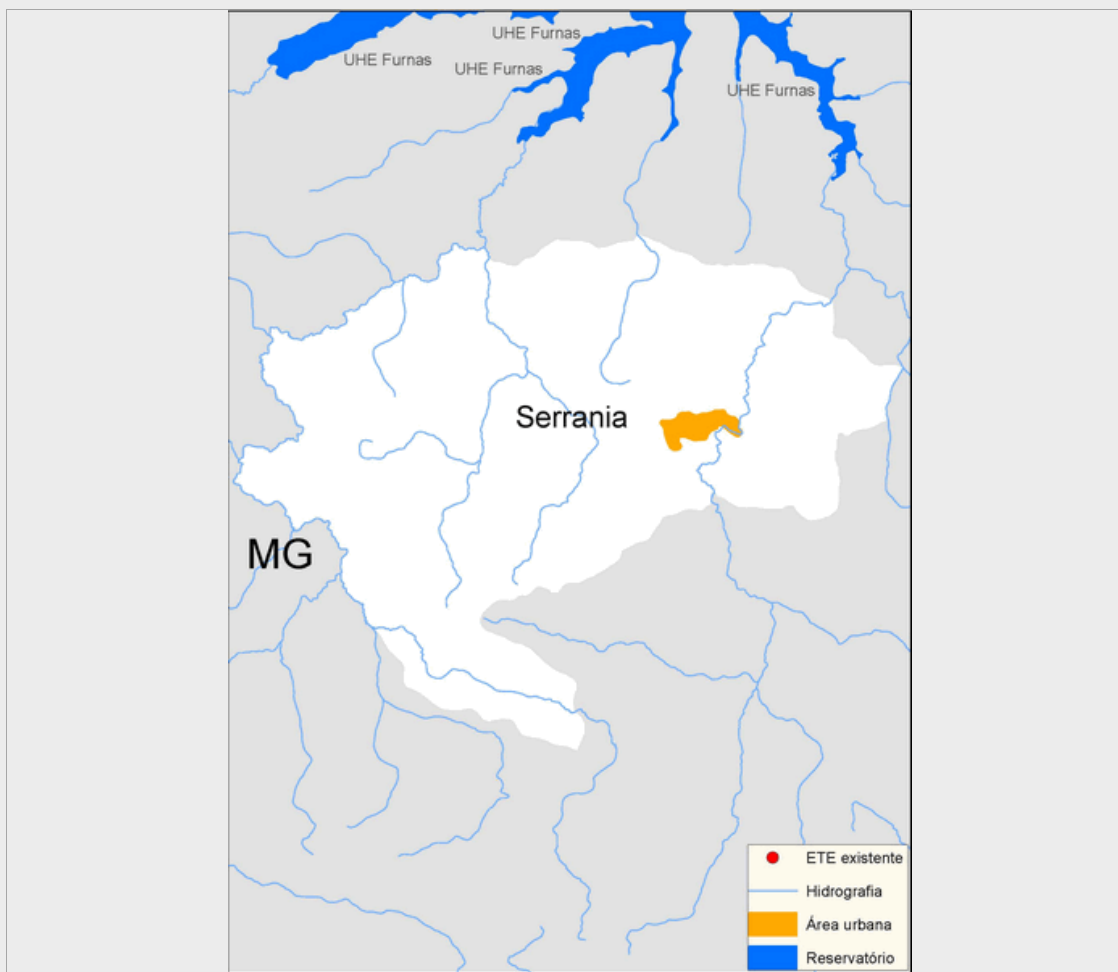 UHE Furnas
UHE Furnas
UHE Furnas
UHE Furnas
Serrania
MG
ETE existente
Hidrografia
Área urbana
Reservatório